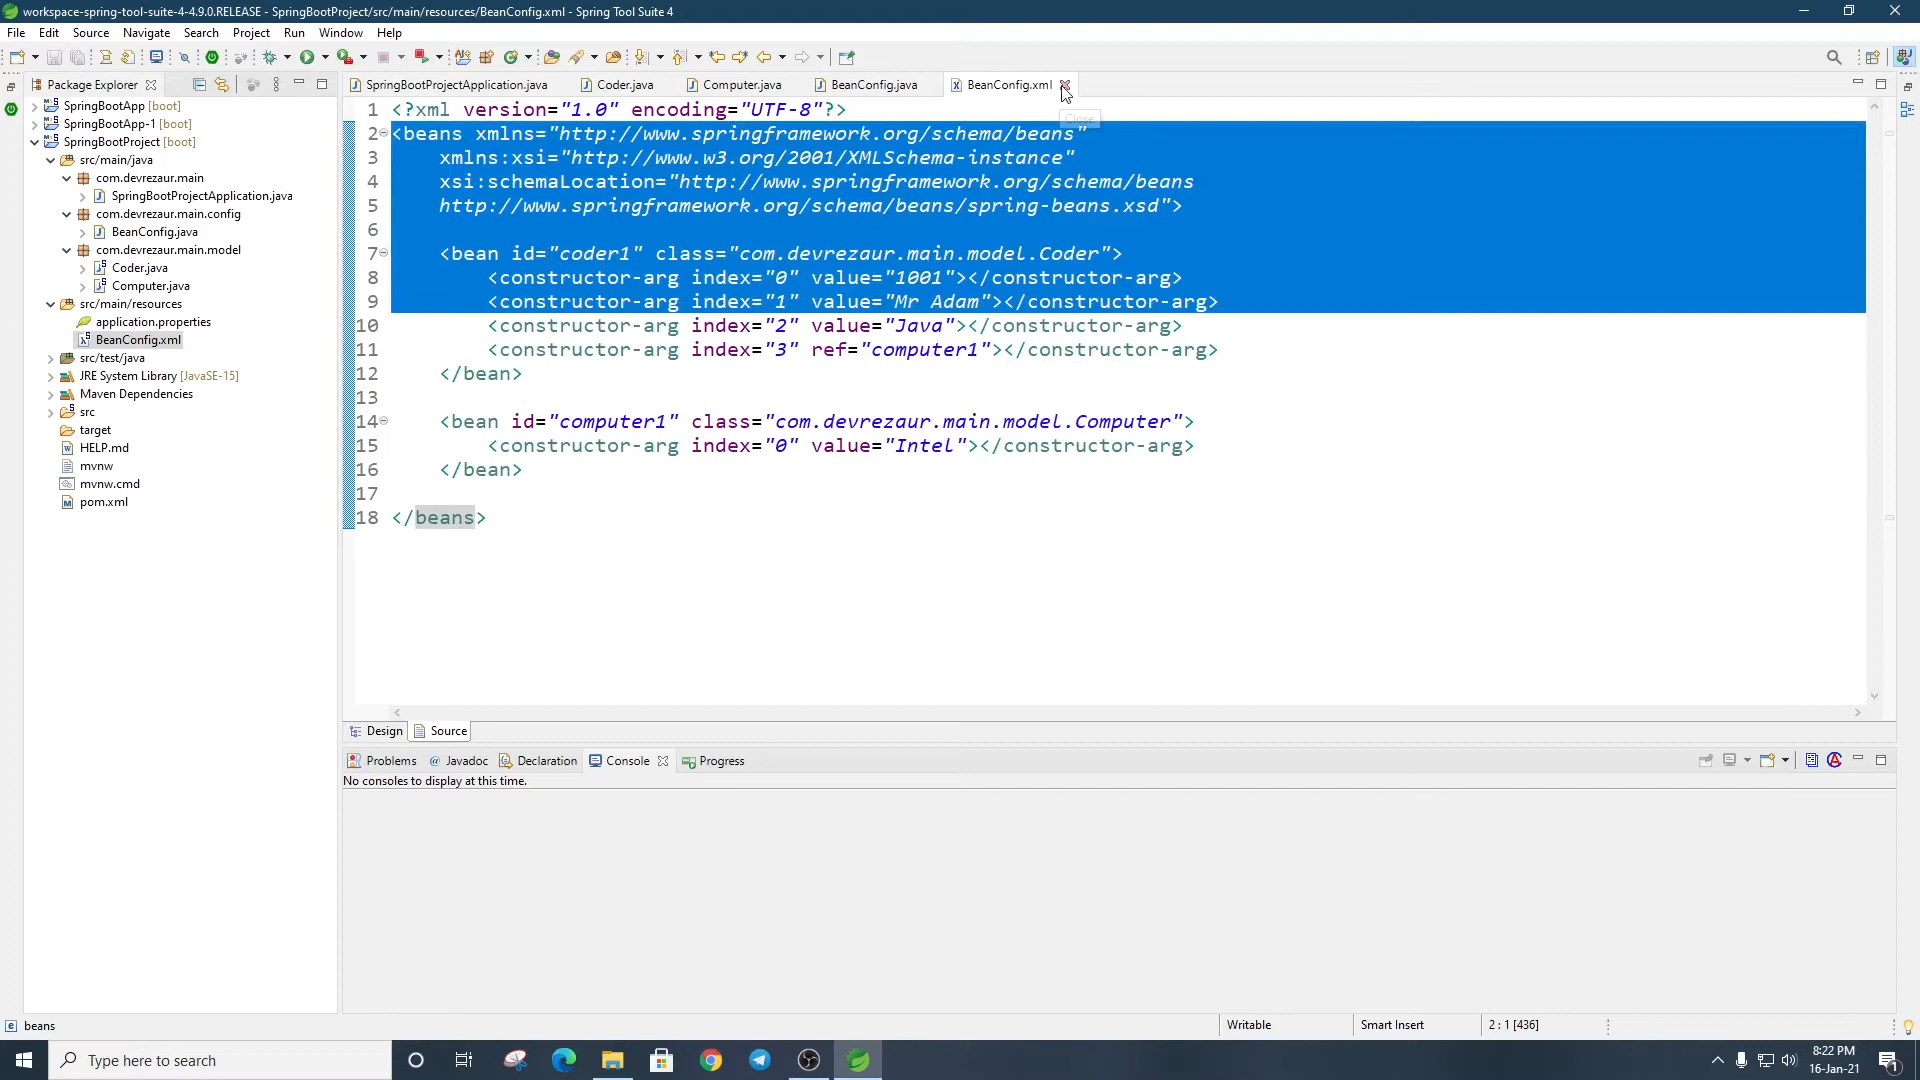 workspace-spring-tool-suite-4-4.9.0.RELEASE - SpringBootProject/src/main/resources/BeanConfig.xml - Spring Tool Suite 4
File Edit Source Navigate Search Project Run Window Help
Package Explorer
SpringBootApp [boot]
SpringBootApp-1 [boot]
SpringBootProject [boot]
src/main/java
com.devrezaur.main
SpringBootProjectApplication.java
com.devrezaur.main.config
BeanConfig.java
com.devrezaur.main.model
Coder.java
Computer.java
src/main/resources
application.properties
BeanConfig.xml
src/test/java
JRE System Library [JavaSE-15]
Maven Dependencies
src
target
HELP.md
mvnw
mvnw.cmd
pom.xml
SpringBootProjectApplication.java Coder.java Computer.java BeanConfig.java BeanConfig.xml
Close
1 <?xml version="1.0" encoding="UTF-8"?>
2 <beans xmlns="http://www.springframework.org/schema/beans"
3 xmlns:xsi="http://www.w3.org/2001/XMLSchema-instance"
4 xsi:schemaLocation="http://www.springframework.org/schema/beans
5 http://www.springframework.org/schema/beans/spring-beans.xsd">
6
7 <bean id="coder1" class="com.devrezaur.main.model.Coder">
8 <constructor-arg index="0" value="1001"></constructor-arg>
9 <constructor-arg index="1" value="Mr Adam"></constructor-arg>
10 <constructor-arg index="2" value="Java"></constructor-arg>
11 <constructor-arg index="3" ref="computer1"></constructor-arg>
12 </bean>
13
14 <bean id="computer1" class="com.devrezaur.main.model.Computer">
15 <constructor-arg index="0" value="Intel"></constructor-arg>
16 </bean>
17
18 </beans>
Design Source
Problems @ Javadoc Declaration Console Progress
No consoles to display at this time.
beans Writable Smart Insert 2 : 1 [436]
Type here to search
8:22 PM
16-Jan-21
1